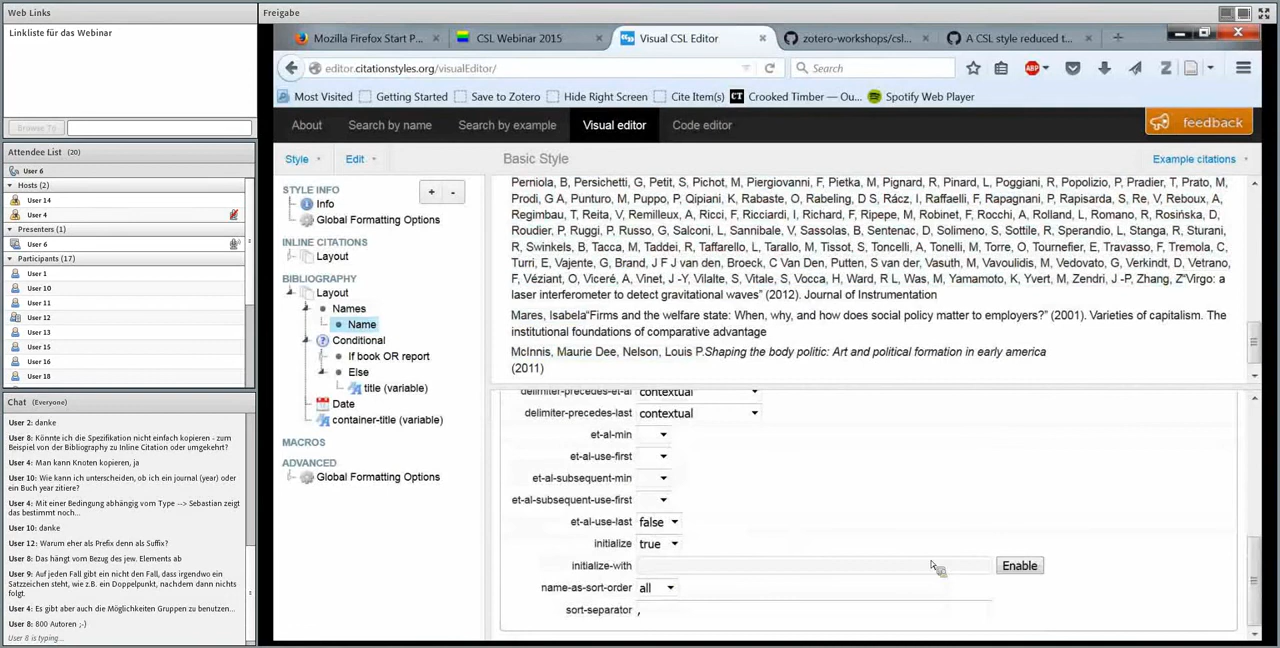 Web Links
Linkliste für das Webinar
Browse To
Attendee List (20)
User 6
Hosts (2)
User 14
User 4
Presenters (1)
User 6
Participants (17)
User 1
User 10
User 11
User 12
User 13
User 15
User 16
User 18
Chat (Everyone)
User 2: danke
User 8: Könnte ich die Spezifikation nicht einfach kopieren - zum
Beispiel von der Bibliography zu Inline Citation oder umgekehrt?
User 4: Man kann Knoten kopieren, ja
User 10: Wie kann ich unterscheiden, ob ich ein journal (year) oder
ein Buch year zitiere?
User 4: Mit einer Bedingung abhängig vom Type --> Sebastian zeigt
das bestimmt noch...
User 10: danke
User 12: Warum eher als Prefix denn als Suffix?
User 8: Das hängt vom Bezug des jew. Elements ab
User 9: Auf jeden Fall gibt ein nicht den Fall, dass irgendwo ein
Satzzeichen steht, wie z.B. ein Doppelpunkt, nachdem dann nichts
folgt.
User 4: Es gibt aber auch die Möglichkeiten Gruppen zu benutzen...
User 8: 800 Autoren ;-)
User 8 is typing...
Freigabe
Mozilla Firefox Start P...
CSL Webinar 2015
Visual CSL Editor
zotero-workshops/csl...
A CSL style reduced t...
editor.citationstyles.org/visualEditor/
Search
ABP
Z
Most Visited
Getting Started
Save to Zotero
Hide Right Screen
Cite Item(s)
CT Crooked Timber — Ou...
Spotify Web Player
About
Search by name
Search by example
Visual editor
Code editor
feedback
Style
Edit
Basic Style
Example citations
STYLE INFO
+
-
Info
Global Formatting Options
INLINE CITATIONS
Layout
BIBLIOGRAPHY
Layout
Names
Name
Conditional
If book OR report
Else
title (variable)
Date
container-title (variable)
MACROS
ADVANCED
Global Formatting Options
Perniola, B, Persichetti, G, Petit, S, Pichot, M, Piergiovanni, F, Pietka, M, Pignard, R, Pinard, L, Poggiani, R, Popolizio, P, Pradier, T, Prato, M,
Prodi, G A, Punturo, M, Puppo, P, Qipiani, K, Rabaste, O, Rabeling, D S, Rácz, I, Raffaelli, F, Rapagnani, P, Rapisarda, S, Re, V, Reboux, A,
Regimbau, T, Reita, V, Remilleux, A, Ricci, F, Ricciardi, I, Richard, F, Ripepe, M, Robinet, F, Rocchi, A, Rolland, L, Romano, R, Rosińska, D,
Roudier, P, Ruggi, P, Russo, G, Salconi, L, Sannibale, V, Sassolas, B, Sentenac, D, Solimeno, S, Sottile, R, Sperandio, L, Stanga, R, Sturani,
R, Swinkels, B, Tacca, M, Taddei, R, Taffarello, L, Tarallo, M, Tissot, S, Toncelli, A, Tonelli, M, Torre, O, Tournefier, E, Travasso, F, Tremola, C,
Turri, E, Vajente, G, Brand, J F J van den, Broeck, C Van Den, Putten, S van der, Vasuth, M, Vavoulidis, M, Vedovato, G, Verkindt, D, Vetrano,
F, Véziant, O, Viceré, A, Vinet, J -Y, Vilalte, S, Vitale, S, Vocca, H, Ward, R L, Was, M, Yamamoto, K, Yvert, M, Zendri, J -P, Zhang, Z“Virgo: a
laser interferometer to detect gravitational waves” (2012). Journal of Instrumentation
Mares, Isabela“Firms and the welfare state: When, why, and how does social policy matter to employers?” (2001). Varieties of capitalism. The
institutional foundations of comparative advantage
McInnis, Maurie Dee, Nelson, Louis P.Shaping the body politic: Art and political formation in early america
(2011)
delimiter-precedes-et-al contextual
delimiter-precedes-last contextual
et-al-min
et-al-use-first
et-al-subsequent-min
et-al-subsequent-use-first
et-al-use-last false
initialize true
initialize-with Enable
name-as-sort-order all
sort-separator ,